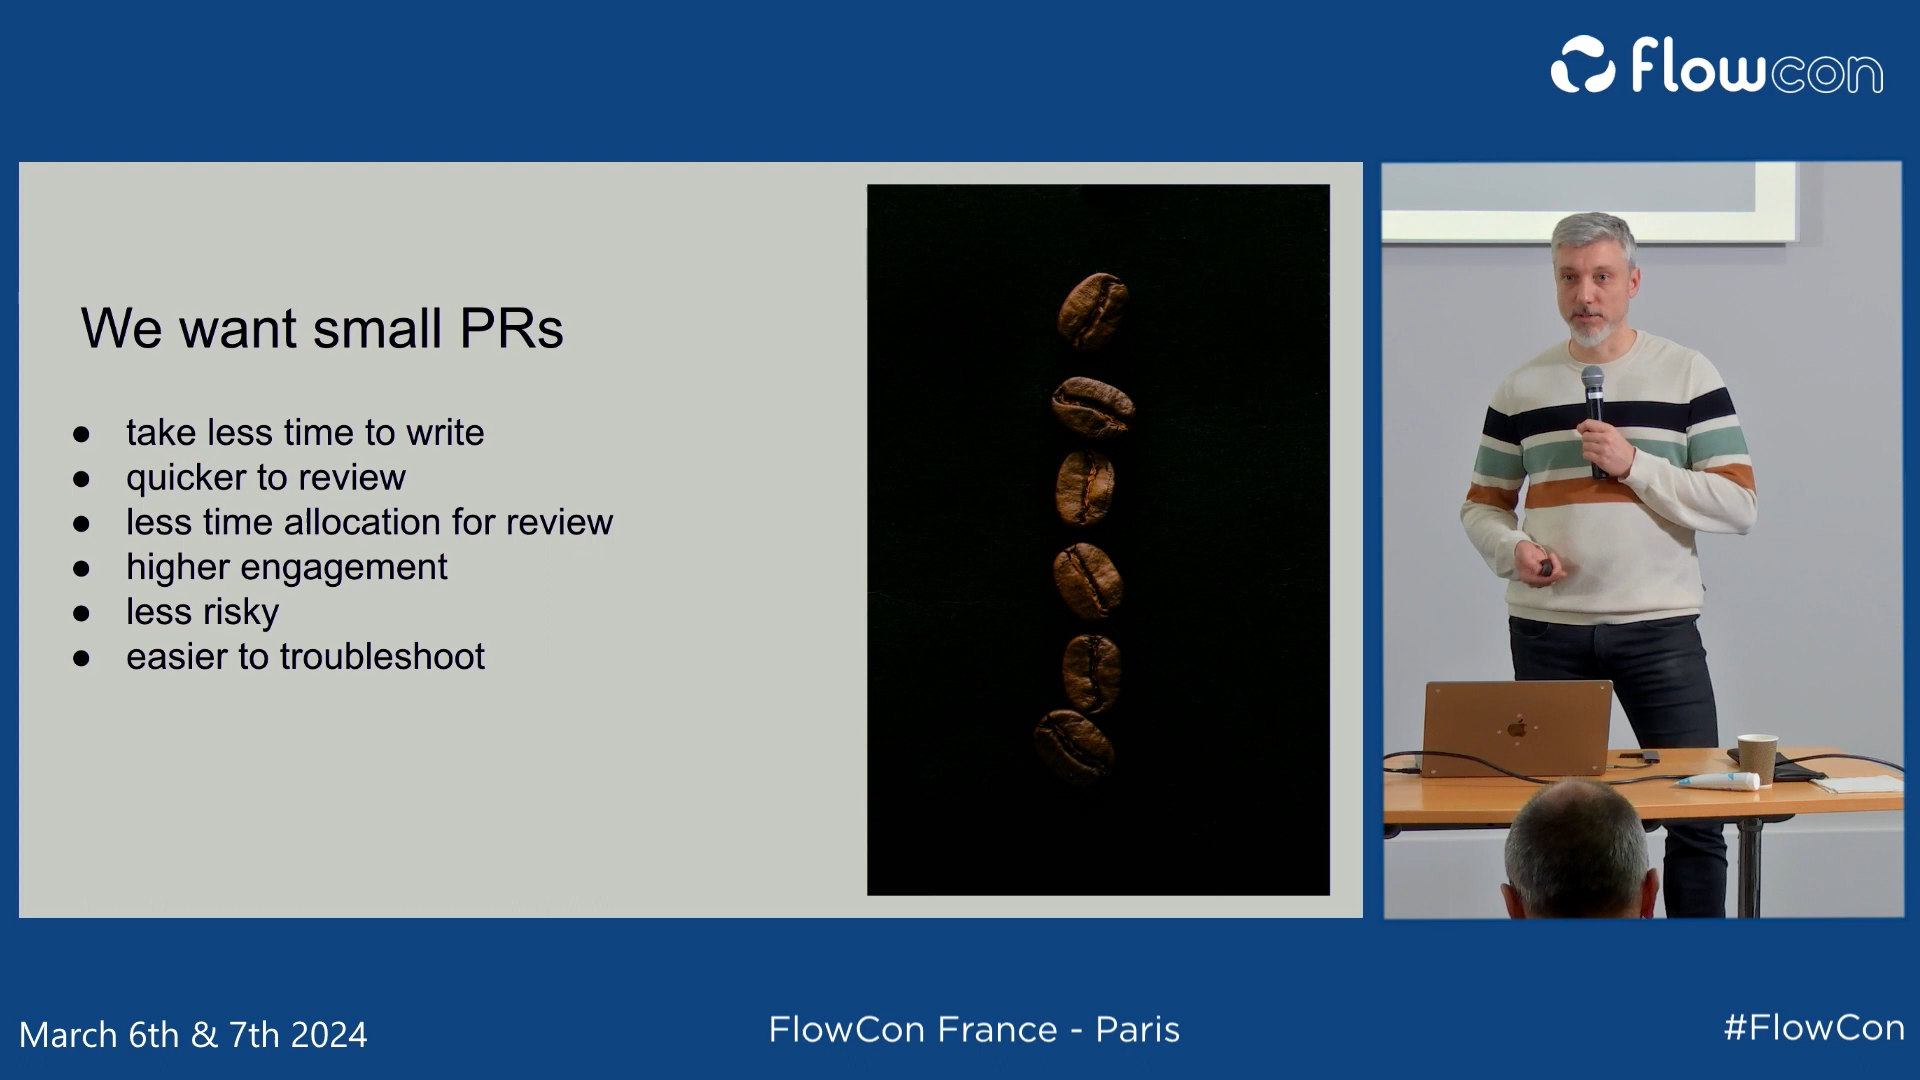 flowcon
We want small PRs
● take less time to write
● quicker to review
● less time allocation for review
● higher engagement
● less risky
● easier to troubleshoot
March 6th & 7th 2024
FlowCon France - Paris
#FlowCon